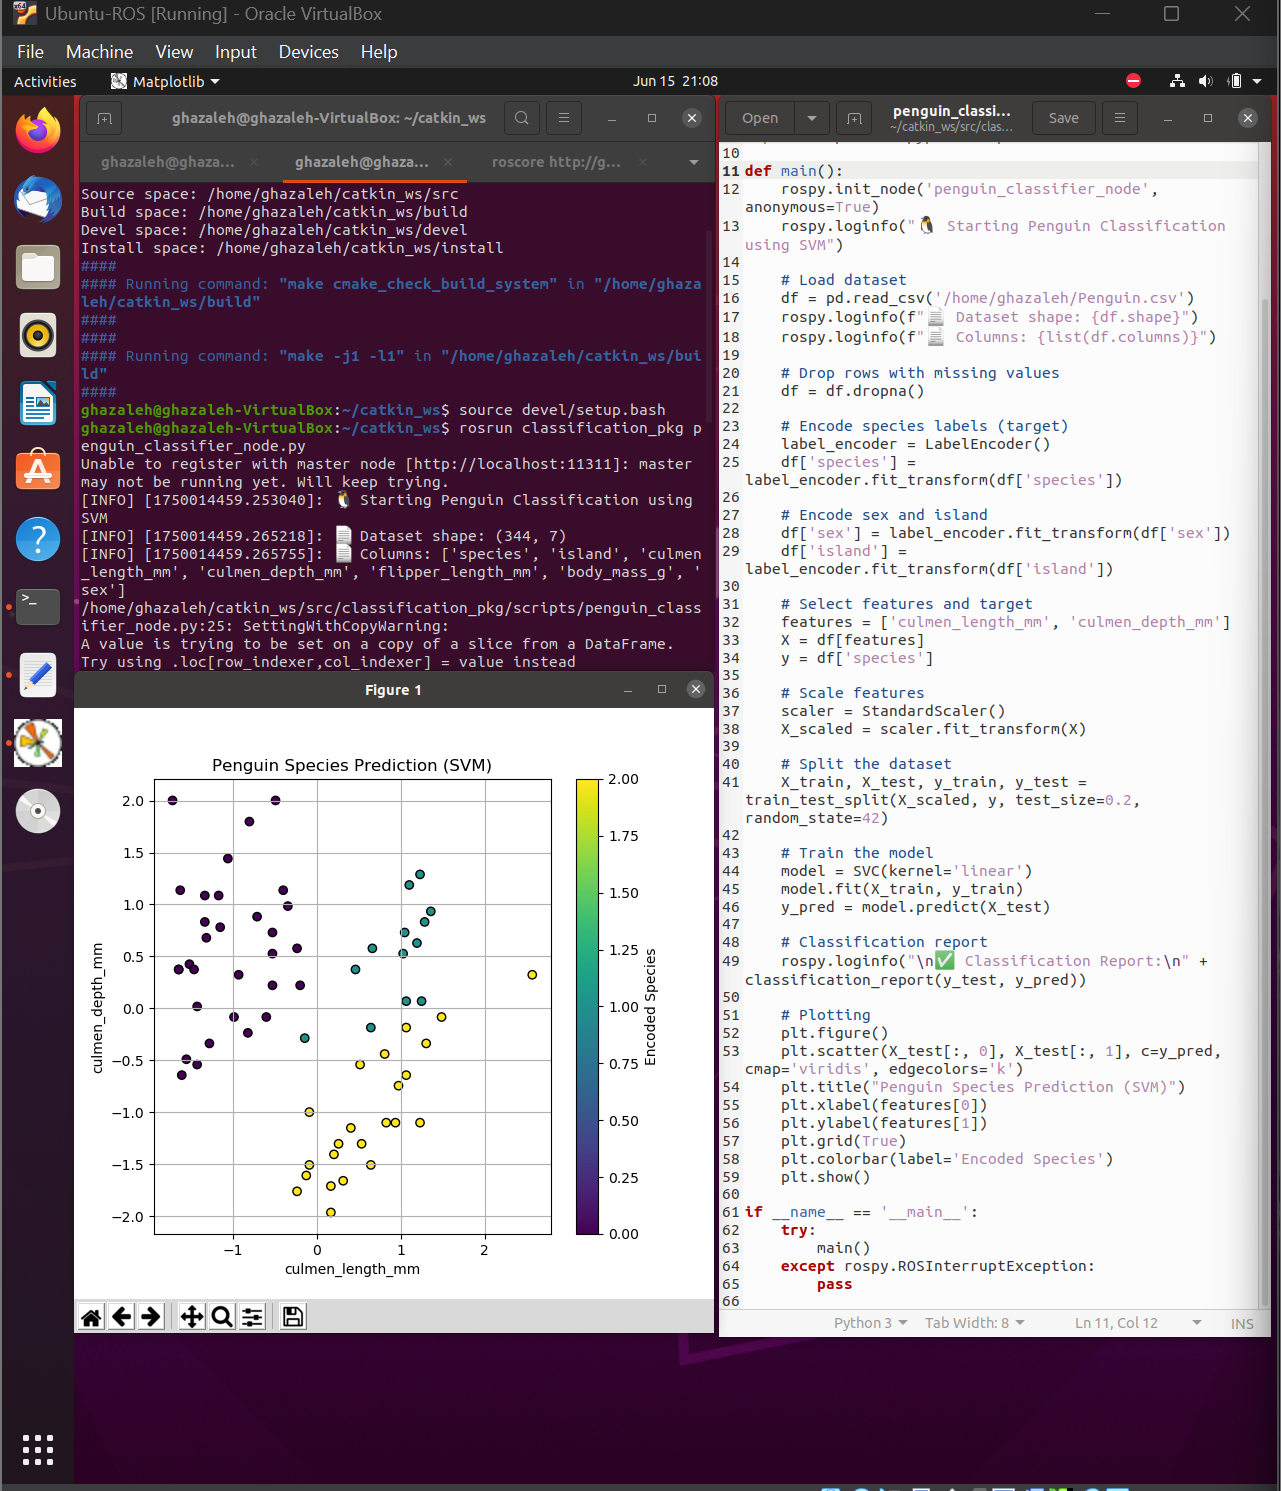 Ubuntu-ROS [Running] - Oracle VirtualBox
File Machine View Input Devices Help
Activities Matplotlib Jun 15 21:08
ghazaleh@ghazaleh-VirtualBox: ~/catkin_ws
ghazaleh@ghaza... ghazaleh@ghaza... roscore http://g...
Source space: /home/ghazaleh/catkin_ws/src
Build space: /home/ghazaleh/catkin_ws/build
Devel space: /home/ghazaleh/catkin_ws/devel
Install space: /home/ghazaleh/catkin_ws/install
####
#### Running command: "make cmake_check_build_system" in "/home/ghaza
leh/catkin_ws/build"
####
####
#### Running command: "make -j1 -l1" in "/home/ghazaleh/catkin_ws/bui
ld"
####
ghazaleh@ghazaleh-VirtualBox:~/catkin_ws$ source devel/setup.bash
ghazaleh@ghazaleh-VirtualBox:~/catkin_ws$ rosrun classification_pkg p
enguin_classifier_node.py
Unable to register with master node [http://localhost:11311]: master
may not be running yet. Will keep trying.
[INFO] [1750014459.253040]: 🐧 Starting Penguin Classification using
SVM
[INFO] [1750014459.265218]: 📄 Dataset shape: (344, 7)
[INFO] [1750014459.265755]: 📄 Columns: ['species', 'island', 'culmen
_length_mm', 'culmen_depth_mm', 'flipper_length_mm', 'body_mass_g', '
sex']
/home/ghazaleh/catkin_ws/src/classification_pkg/scripts/penguin_class
ifier_node.py:25: SettingWithCopyWarning:
A value is trying to be set on a copy of a slice from a DataFrame.
Try using .loc[row_indexer,col_indexer] = value instead
Figure 1
Penguin Species Prediction (SVM)
2.0
1.5
1.0
0.5
0.0
−0.5
−1.0
−1.5
−2.0
culmen_depth_mm
−1 0 1 2
culmen_length_mm
2.00
1.75
1.50
1.25
1.00
0.75
0.50
0.25
0.00
Encoded Species
Open penguin_classi... Save
~/catkin_ws/src/clas...
10
11 def main():
12     rospy.init_node('penguin_classifier_node',
anonymous=True)
13     rospy.loginfo("🐧 Starting Penguin Classification
using SVM")
14
15     # Load dataset
16     df = pd.read_csv('/home/ghazaleh/Penguin.csv')
17     rospy.loginfo(f"📄 Dataset shape: {df.shape}")
18     rospy.loginfo(f"📄 Columns: {list(df.columns)}")
19
20     # Drop rows with missing values
21     df = df.dropna()
22
23     # Encode species labels (target)
24     label_encoder = LabelEncoder()
25     df['species'] =
label_encoder.fit_transform(df['species'])
26
27     # Encode sex and island
28     df['sex'] = label_encoder.fit_transform(df['sex'])
29     df['island'] =
label_encoder.fit_transform(df['island'])
30
31     # Select features and target
32     features = ['culmen_length_mm', 'culmen_depth_mm']
33     X = df[features]
34     y = df['species']
35
36     # Scale features
37     scaler = StandardScaler()
38     X_scaled = scaler.fit_transform(X)
39
40     # Split the dataset
41     X_train, X_test, y_train, y_test =
train_test_split(X_scaled, y, test_size=0.2,
random_state=42)
42
43     # Train the model
44     model = SVC(kernel='linear')
45     model.fit(X_train, y_train)
46     y_pred = model.predict(X_test)
47
48     # Classification report
49     rospy.loginfo("\n✅ Classification Report:\n" +
classification_report(y_test, y_pred))
50
51     # Plotting
52     plt.figure()
53     plt.scatter(X_test[:, 0], X_test[:, 1], c=y_pred,
cmap='viridis', edgecolors='k')
54     plt.title("Penguin Species Prediction (SVM)")
55     plt.xlabel(features[0])
56     plt.ylabel(features[1])
57     plt.grid(True)
58     plt.colorbar(label='Encoded Species')
59     plt.show()
60
61 if __name__ == '__main__':
62     try:
63         main()
64     except rospy.ROSInterruptException:
65         pass
66
Python 3 Tab Width: 8 Ln 11, Col 12 INS